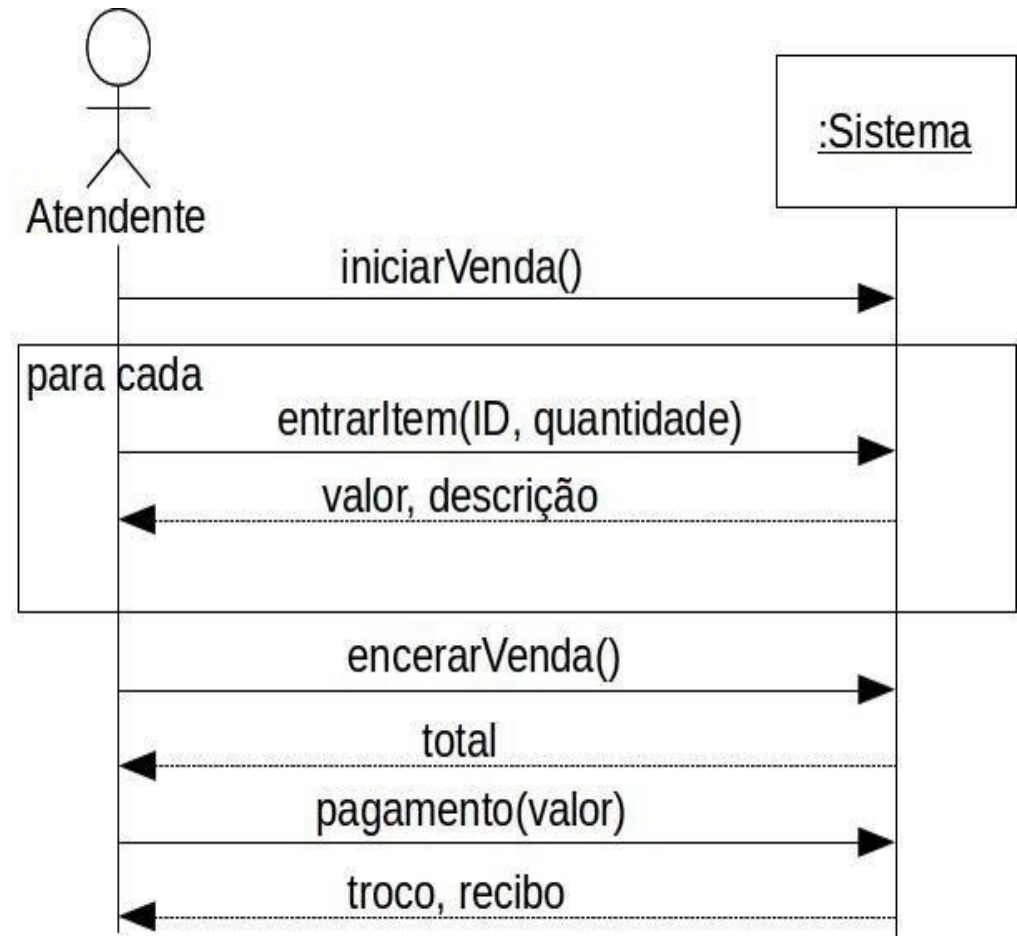 :Sistema
Atendente
iniciarVenda()
para cada
entrarItem(ID, quantidade)
valor, descrição
encerarVenda()
total
pagamento(valor)
troco, recibo